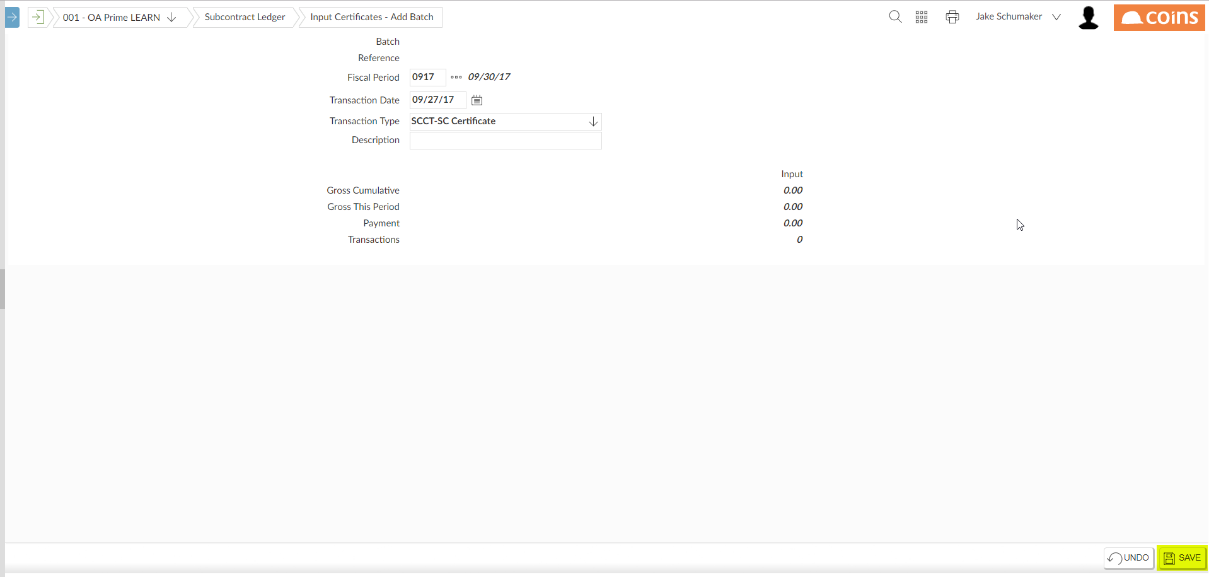 001 - OA Prime LEARN Subcontract Ledger Input Certificates - Add Batch Jake Schumaker coins
Batch
Reference
Fiscal Period 0917 09/30/17
Transaction Date 09/27/17
Transaction Type SCCT-SC Certificate
Description
Input
Gross Cumulative 0.00
Gross This Period 0.00
Payment 0.00
Transactions 0
UNDO SAVE